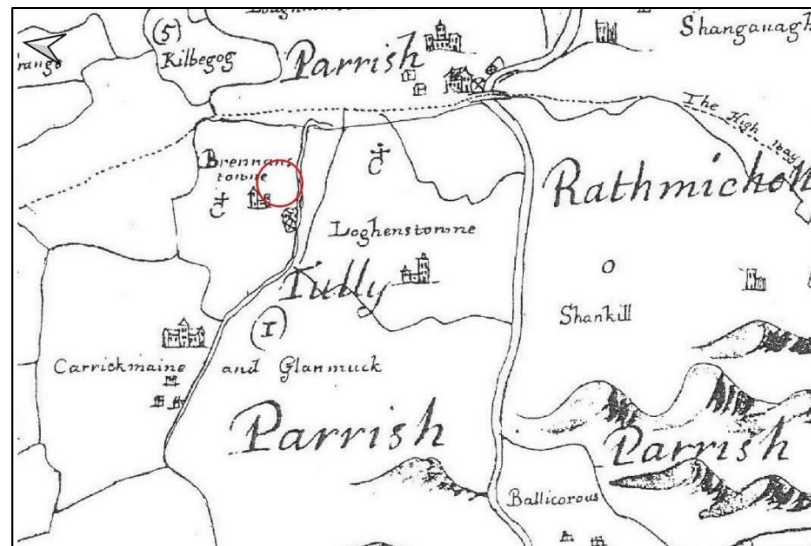 (5)
Kilbegog
Parrish
Shanganagh
The High way
Brennans
towne
Rathmichell
Loghenstowne
Tully
(1)
Shankill
Carrickmaine and Glanmuck
Parrish
Parrish
Ballicorous